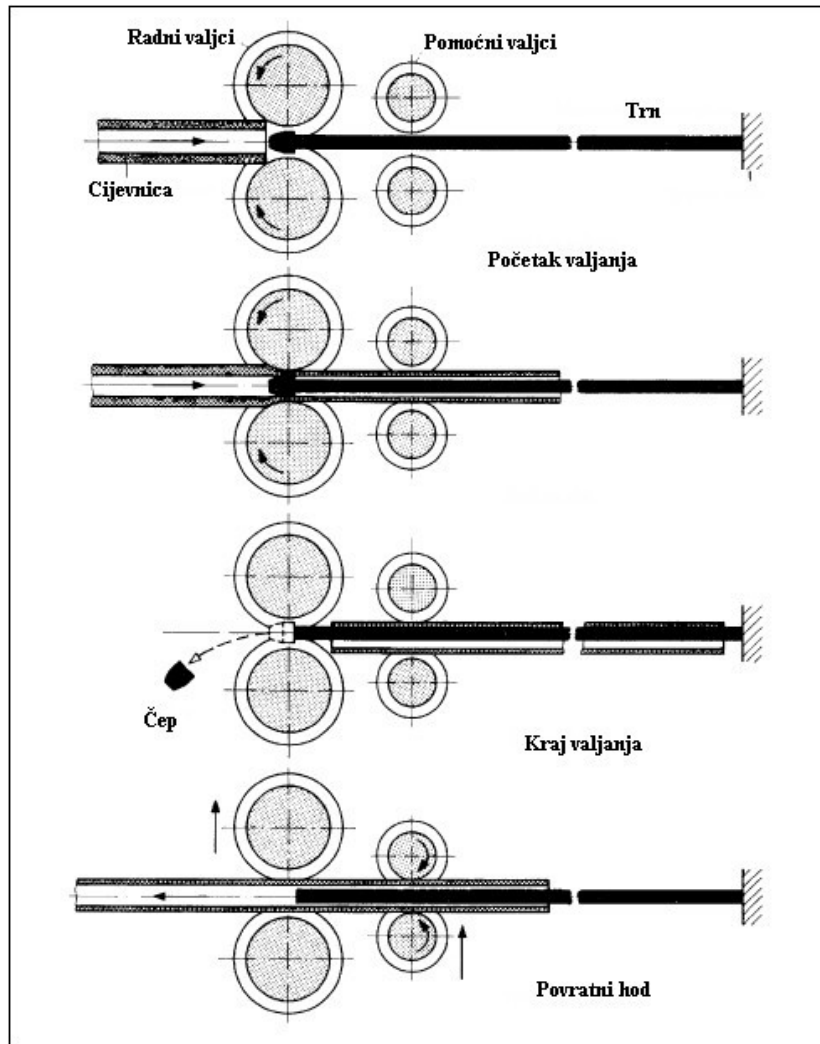 Radni valjci
Pomoćni valjci
Trn
Cijevnica
Početak valjanja
Čep
Kraj valjanja
Povratni hod